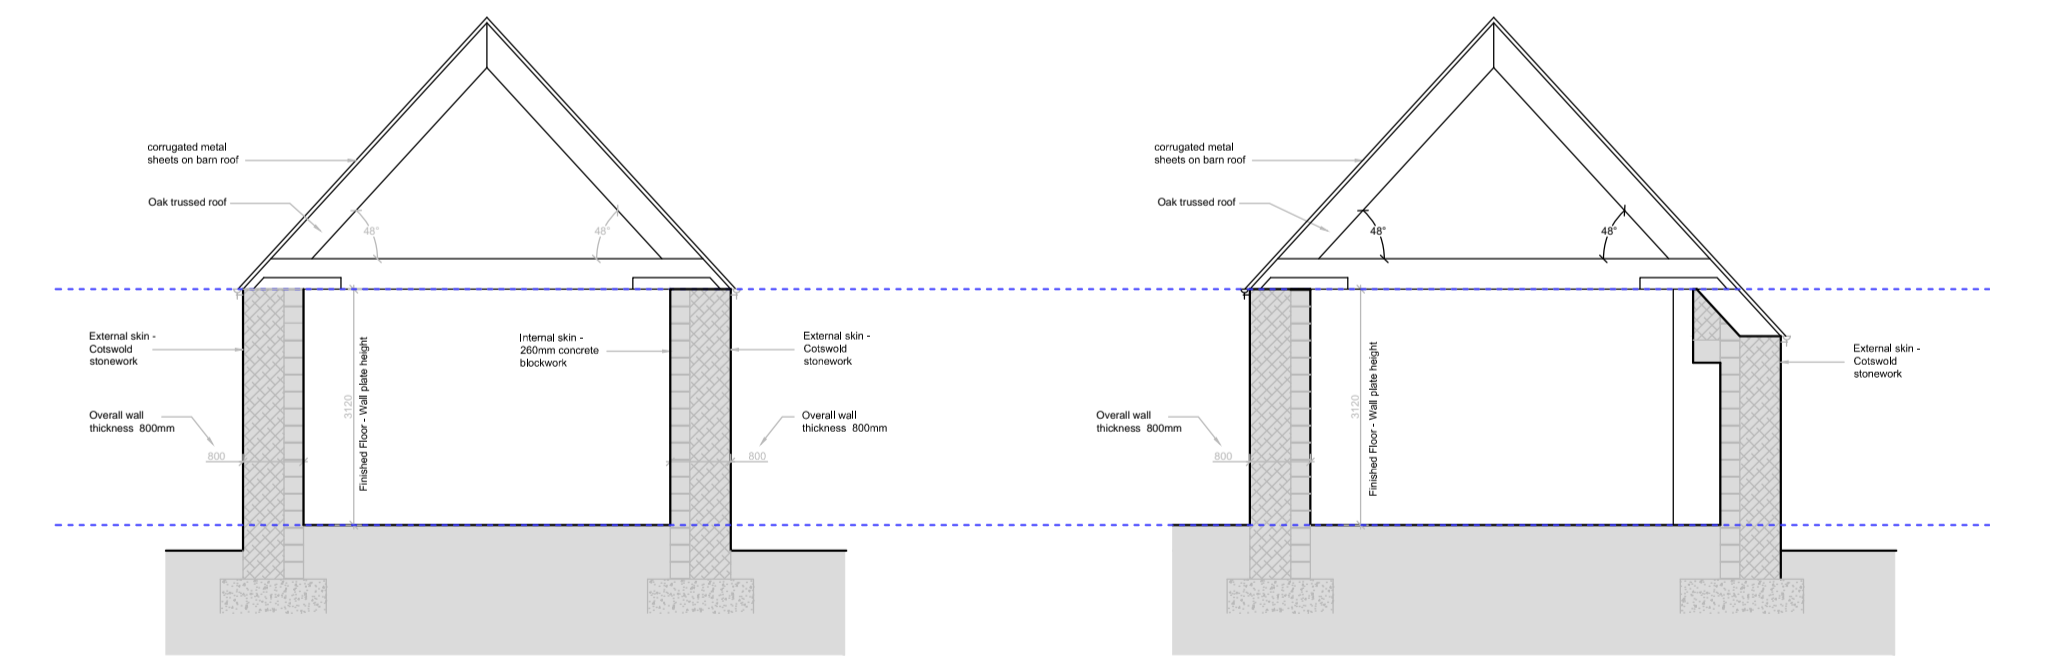 corrugated metal
sheets on barn roof
Oak trussed roof
48°
48°
External skin -
Cotswold
stonework
Overall wall
thickness 800mm
800
3120
Finished Floor - Wall plate height
Internal skin -
260mm concrete
blockwork
External skin -
Cotswold
stonework
Overall wall
thickness 800mm
800
corrugated metal
sheets on barn roof
Oak trussed roof
48°
48°
Overall wall
thickness 800mm
800
3120
Finished Floor - Wall plate height
External skin -
Cotswold
stonework